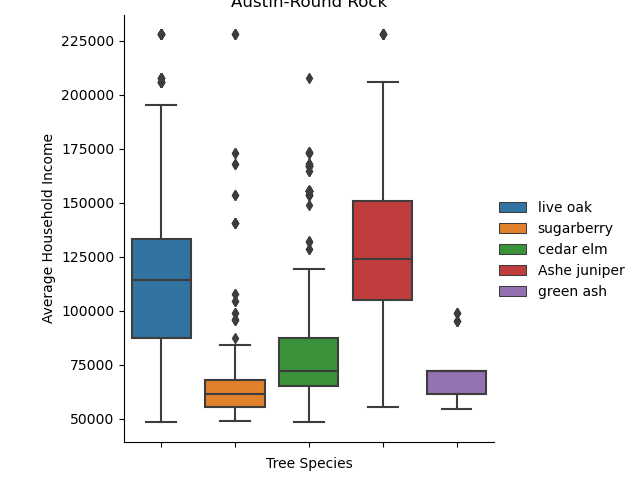 Austin-Round Rock
225000
200000
175000
150000
125000
100000
75000
50000
Average Household Income
Tree Species
live oak
sugarberry
cedar elm
Ashe juniper
green ash